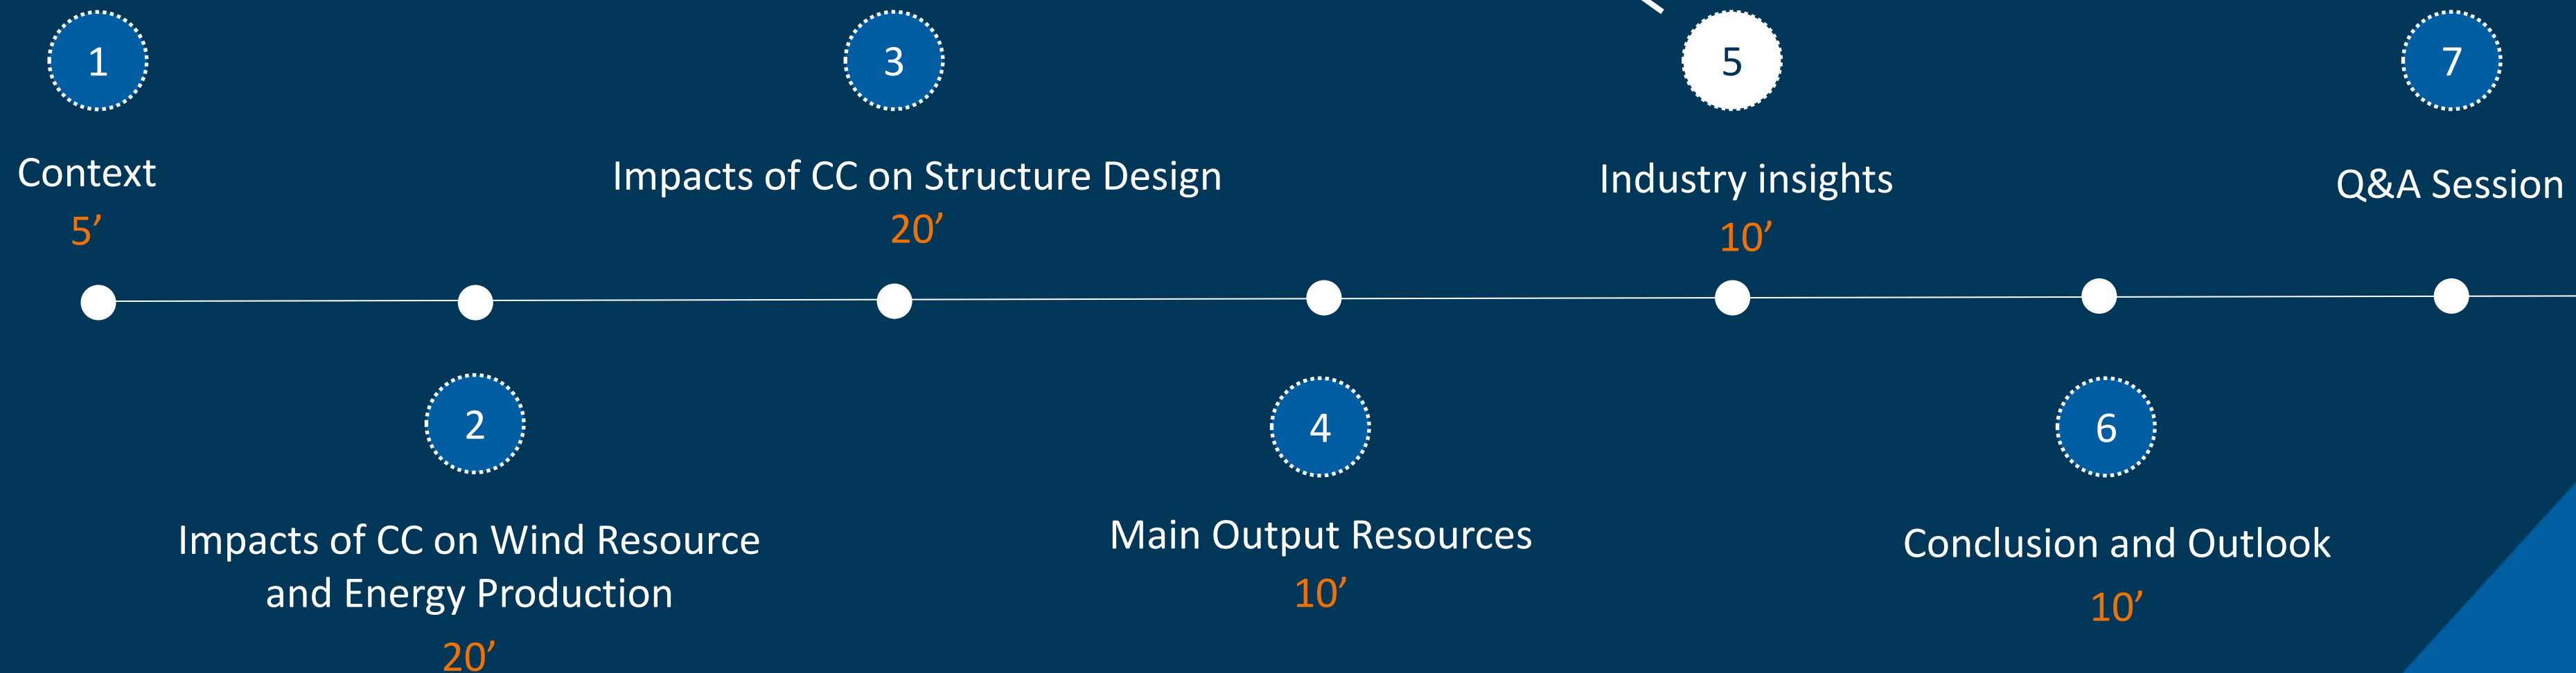 1
Context
5’
2
Impacts of CC on Wind Resource
and Energy Production
20’
3
Impacts of CC on Structure Design
20’
4
Main Output Resources
10’
5
Industry insights
10’
6
Conclusion and Outlook
10’
7
Q&A Session